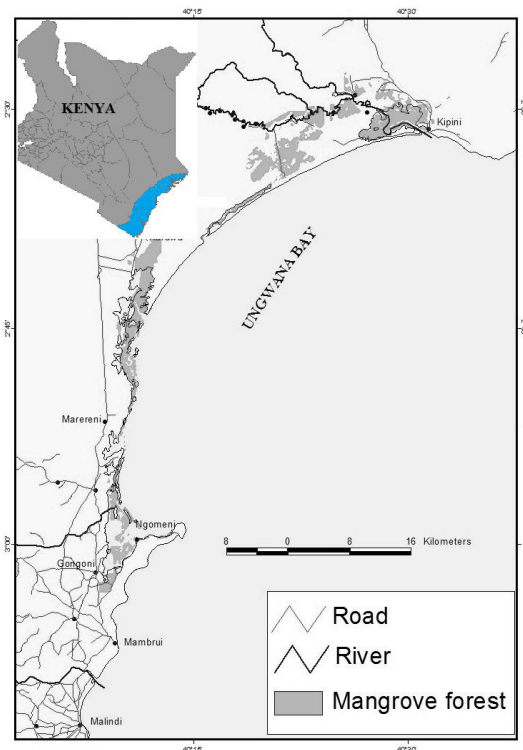 40°15'
40°30'
KENYA
2°30'
Kipini
UNGWANA BAY
2°45'
Marereni
Ngomeni
3°00'
8 0 8 16 Kilometers
Gongoni
Road
Mambrui
River
Mangrove forest
Malindi
40°15'
40°30'